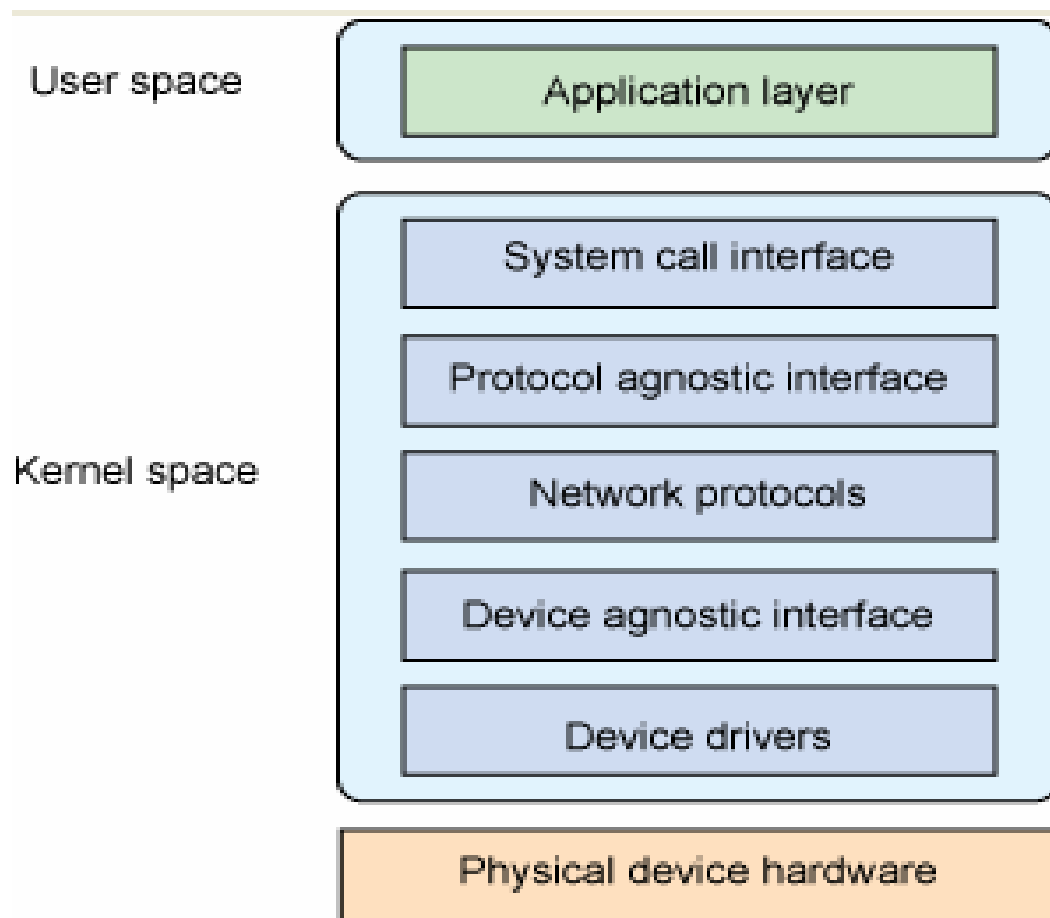 User space
Application layer
System call interface
Protocol agnostic interface
Kernel space
Network protocols
Device agnostic interface
Device drivers
Physical device hardware